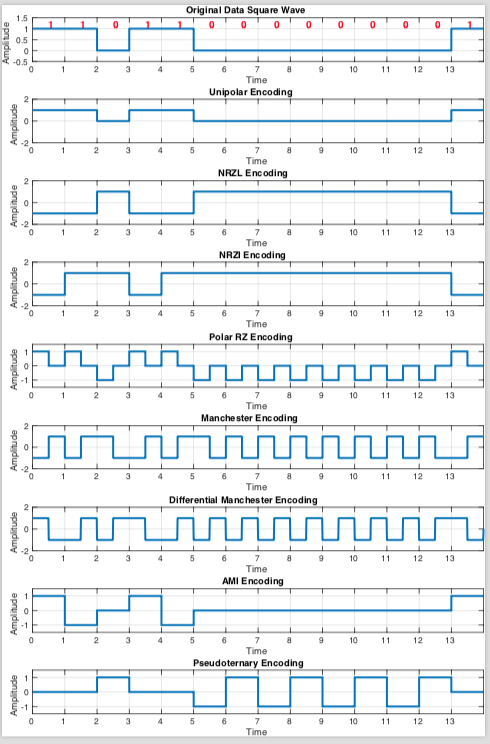 Original Data Square Wave
1 1 0 1 1 0 0 0 0 0 0 0 0 1
1.5
1
0.5
0
-0.5
Amplitude
0 1 2 3 4 5 6 7 8 9 10 11 12 13
Time
Unipolar Encoding
2
0
-2
Amplitude
0 1 2 3 4 5 6 7 8 9 10 11 12 13
Time
NRZL Encoding
2
0
-2
Amplitude
0 1 2 3 4 5 6 7 8 9 10 11 12 13
Time
NRZI Encoding
2
0
-2
Amplitude
0 1 2 3 4 5 6 7 8 9 10 11 12 13
Time
Polar RZ Encoding
1
0
-1
Amplitude
0 1 2 3 4 5 6 7 8 9 10 11 12 13
Time
Manchester Encoding
2
0
-2
Amplitude
0 1 2 3 4 5 6 7 8 9 10 11 12 13
Time
Differential Manchester Encoding
2
0
-2
Amplitude
0 1 2 3 4 5 6 7 8 9 10 11 12 13
Time
AMI Encoding
1
0
-1
Amplitude
0 1 2 3 4 5 6 7 8 9 10 11 12 13
Time
Pseudoternary Encoding
1
0
-1
Amplitude
0 1 2 3 4 5 6 7 8 9 10 11 12 13
Time